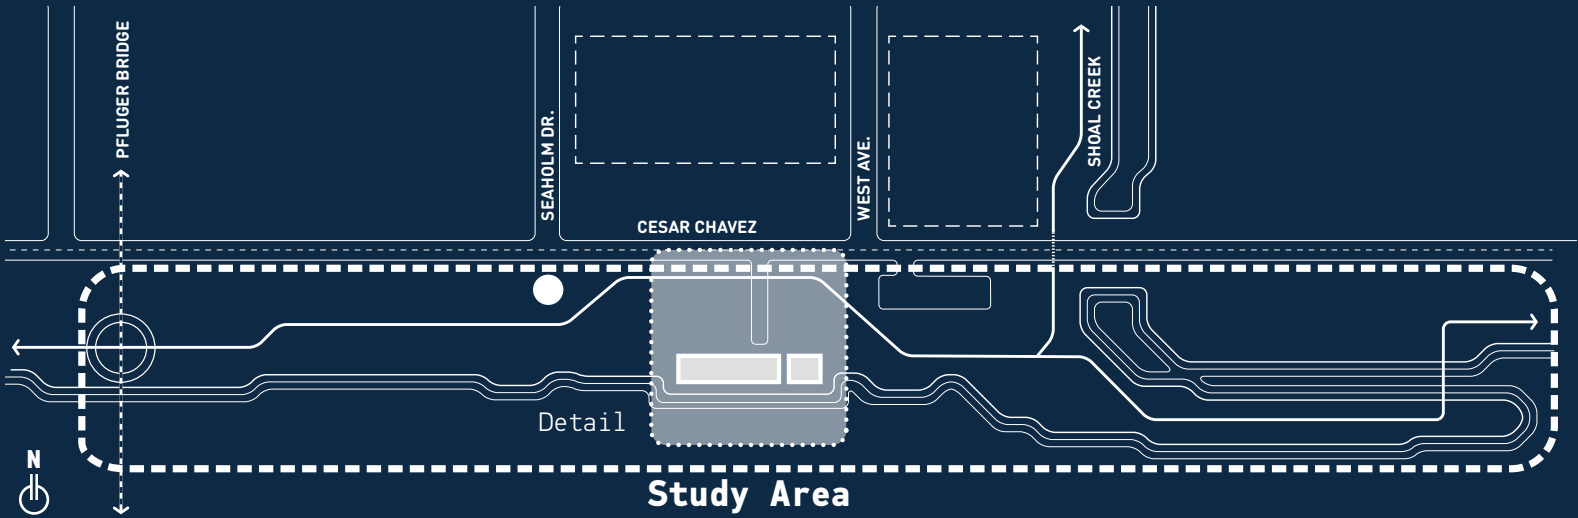 PFLUGER BRIDGE
SEAHOLM DR.
WEST AVE.
SHOAL CREEK
CESAR CHAVEZ
Detail
N
Study Area